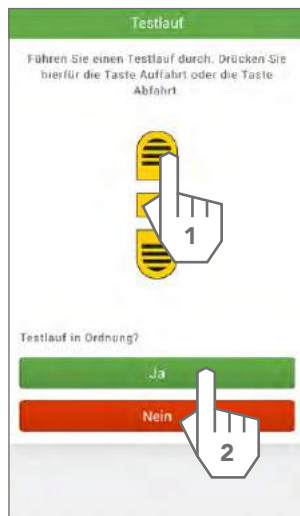 Testlauf
Führen Sie einen Testlauf durch. Drücken Sie
hierfür die Taste Auffahrt oder die Taste
Abfahrt
1
Testlauf in Ordnung?
Ja
Nein
2